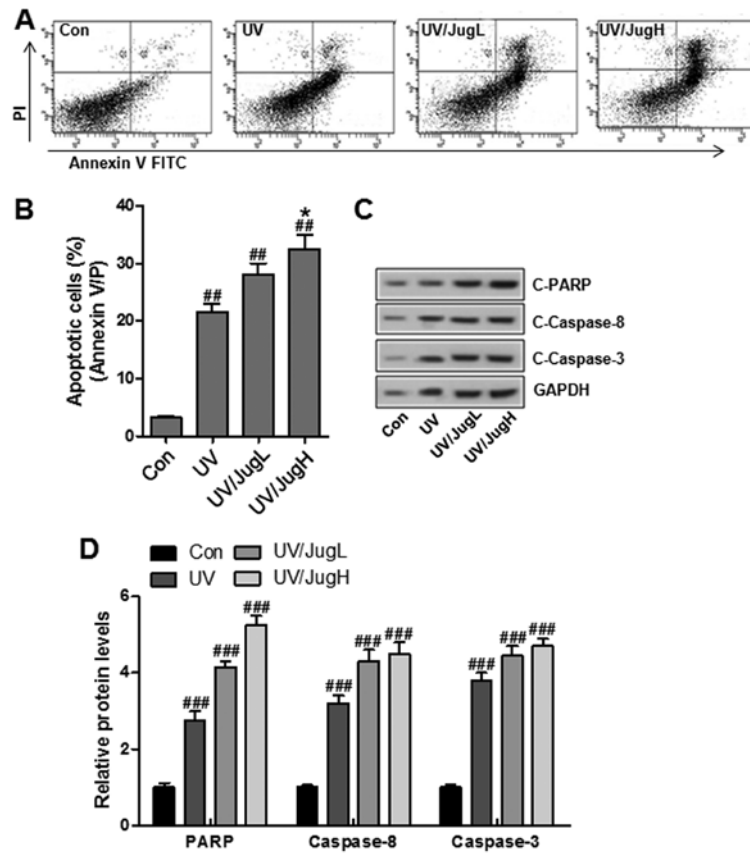 A
Con
UV
UV/JugL
UV/JugH
PI
Annexin V FITC
B
Apoptotic cells (%)
(Annexin V/P)
40
30
20
10
0
##
##
*
##
Con
UV
UV/JugL
UV/JugH
C
C-PARP
C-Caspase-8
C-Caspase-3
GAPDH
Con
UV
UV/JugL
UV/JugH
D
Con
UV/JugL
UV
UV/JugH
Relative protein levels
6
4
2
0
###
###
###
###
###
###
###
###
###
PARP
Caspase-8
Caspase-3